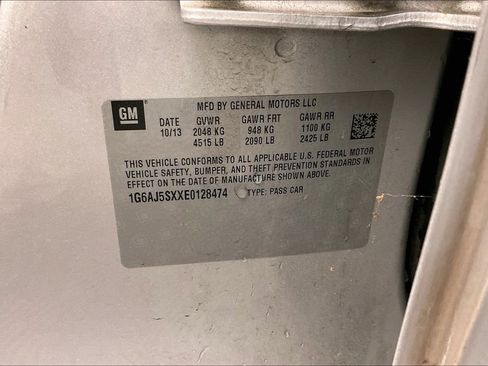 GM
MFD BY GENERAL MOTORS LLC
DATE GVWR GAWR FRT GAWR RR
10/13 2048 KG 948 KG 1100 KG
4515 LB 2090 LB 2425 LB
THIS VEHICLE CONFORMS TO ALL APPLICABLE U.S. FEDERAL MOTOR
VEHICLE SAFETY, BUMPER, AND THEFT PREVENTION STANDARDS IN
EFFECT ON THE DATE OF MANUFACTURE SHOWN ABOVE.
1G6AJ5SXXE0128474 TYPE: PASS CAR